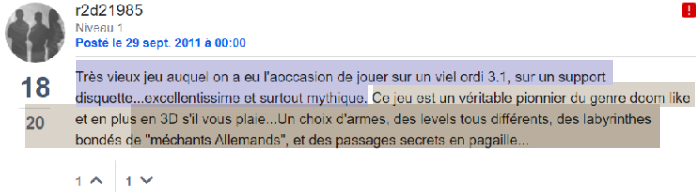 r2d21985
Niveau 1
Posté le 29 sept. 2011 à 00:00
18
20
Très vieux jeu auquel on a eu l'aoccasion de jouer sur un viel ordi 3.1, sur un support
disquette...excellentissime et surtout mythique. Ce jeu est un véritable pionnier du genre doom like
et en plus en 3D s'il vous plaie...Un choix d'armes, des levels tous différents, des labyrinthes
bondés de "méchants Allemands", et des passages secrets en pagaille...
1 1